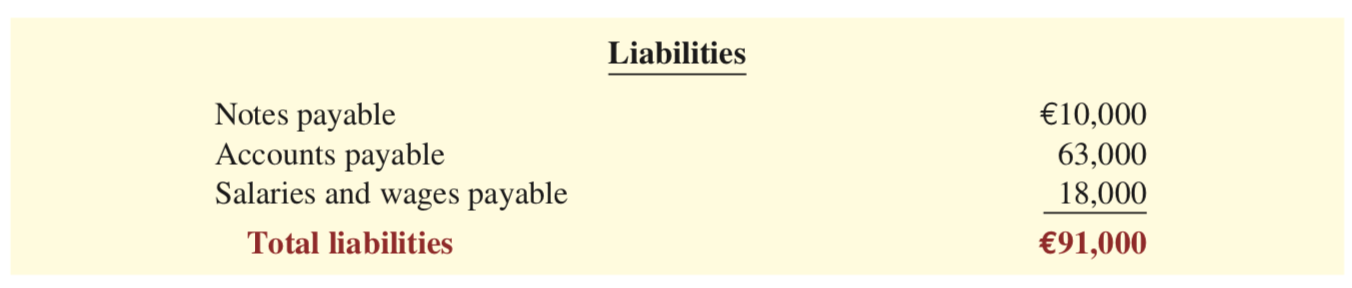 Liabilities
Notes payable €10,000
Accounts payable 63,000
Salaries and wages payable 18,000
Total liabilities €91,000